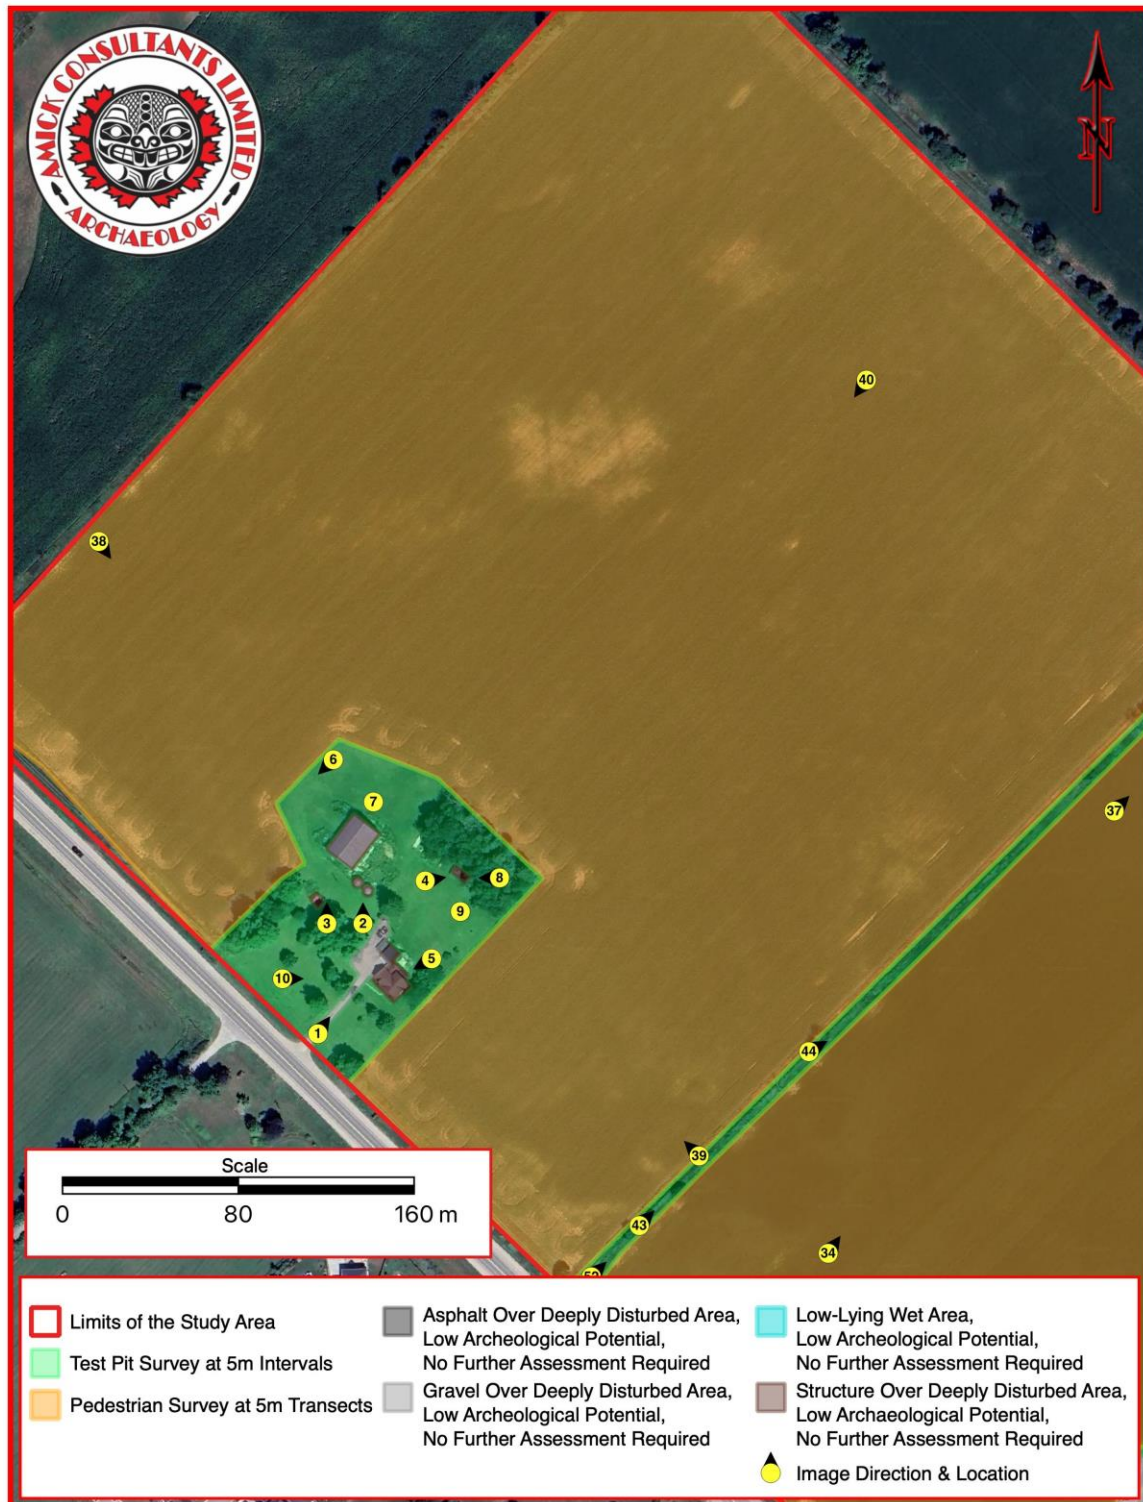 AMICK CONSULTANTS LIMITED
ARCHAEOLOGY
N
40
38
6
7
37
4
8
9
3
2
5
10
1
44
39
43
34
Scale
0 80 160 m
Limits of the Study Area
Test Pit Survey at 5m Intervals
Pedestrian Survey at 5m Transects
Asphalt Over Deeply Disturbed Area,
Low Archeological Potential,
No Further Assessment Required
Gravel Over Deeply Disturbed Area,
Low Archeological Potential,
No Further Assessment Required
Low-Lying Wet Area,
Low Archeological Potential,
No Further Assessment Required
Structure Over Deeply Disturbed Area,
Low Archaeological Potential,
No Further Assessment Required
Image Direction & Location